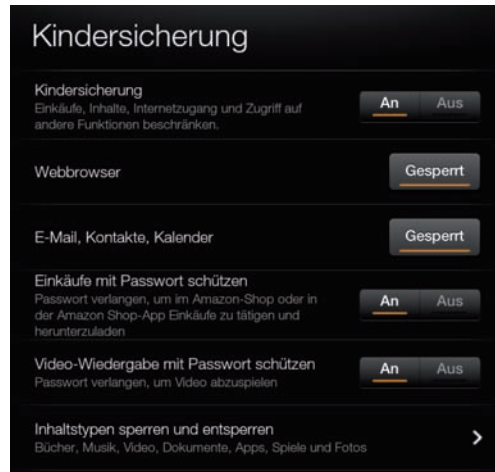 Kindersicherung
Kindersicherung
Einkäufe, Inhalte, Internetzugang und Zugriff auf
andere Funktionen beschränken.
An Aus
Webbrowser
Gesperrt
E-Mail, Kontakte, Kalender
Gesperrt
Einkäufe mit Passwort schützen
Passwort verlangen, um im Amazon-Shop oder in
der Amazon Shop-App Einkäufe zu tätigen und
herunterzuladen
An Aus
Video-Wiedergabe mit Passwort schützen
Passwort verlangen, um Video abzuspielen
An Aus
Inhaltstypen sperren und entsperren
Bücher, Musik, Video, Dokumente, Apps, Spiele und Fotos